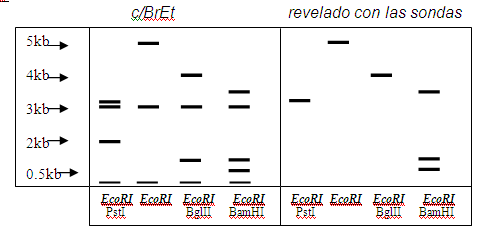 c/BrEt revelado con las sondas
5kb
4kb
3kb
2kb
0.5kb
EcoRI EcoRI EcoRI EcoRI EcoRI EcoRI EcoRI EcoRI
PstI BglII BamHI PstI BglII BamHI